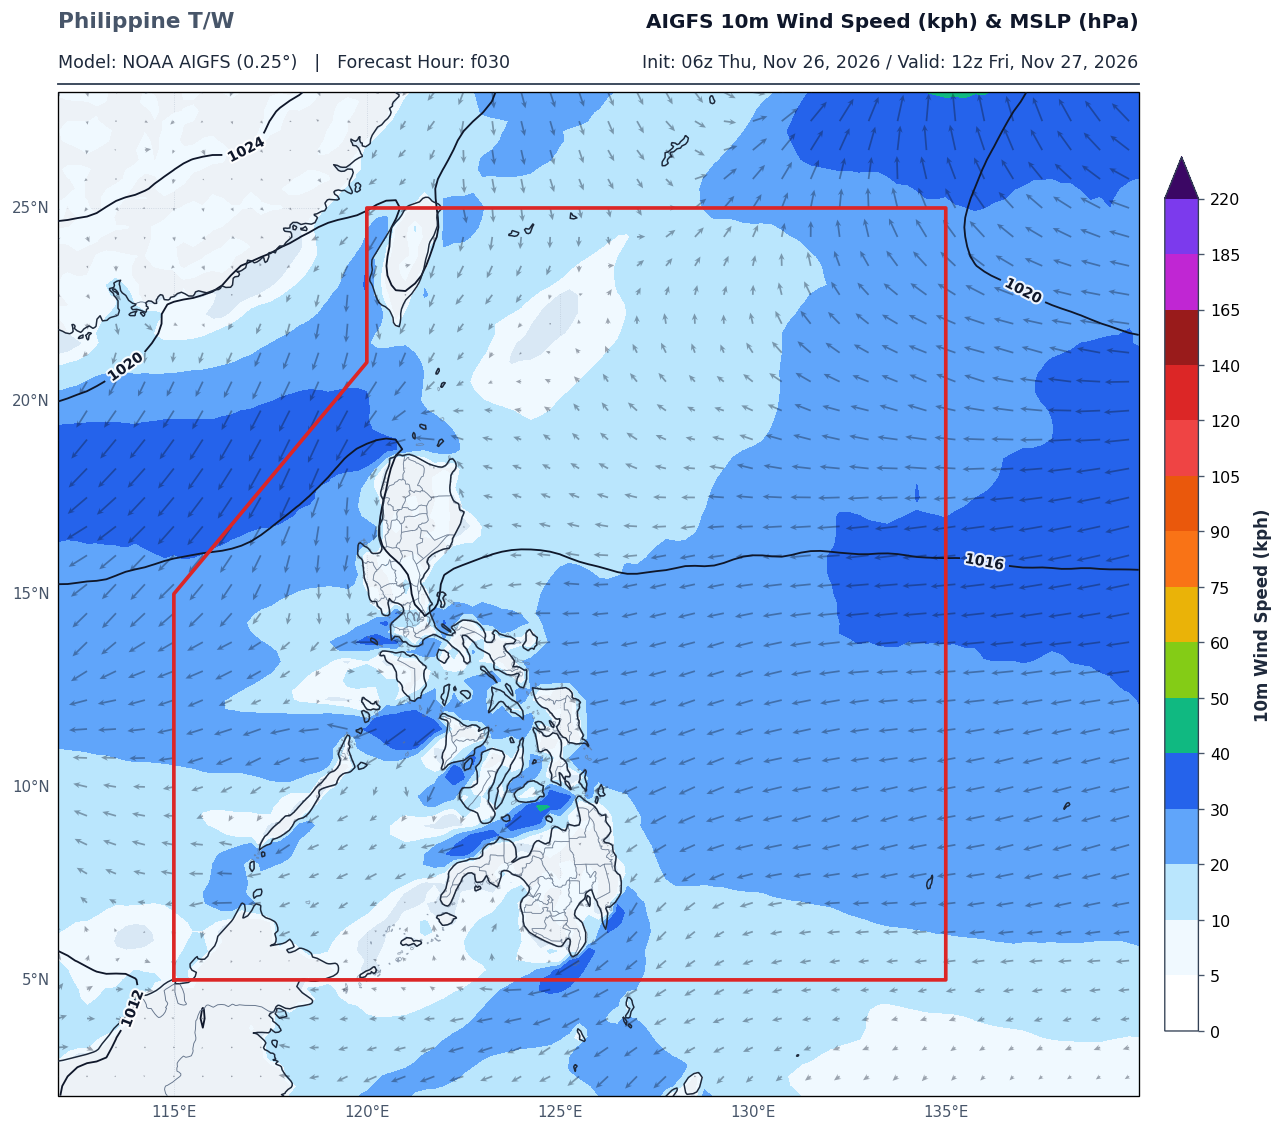 Philippine T/W
AIGFS 10m Wind Speed (kph) & MSLP (hPa)
Model: NOAA AIGFS (0.25°) | Forecast Hour: f030
Init: 06z Thu, Nov 26, 2026 / Valid: 12z Fri, Nov 27, 2026
1024
1020
1020
1016
1012
25°N
20°N
15°N
10°N
5°N
115°E
120°E
125°E
130°E
135°E
220
185
165
140
120
105
90
75
60
50
40
30
20
10
5
0
10m Wind Speed (kph)